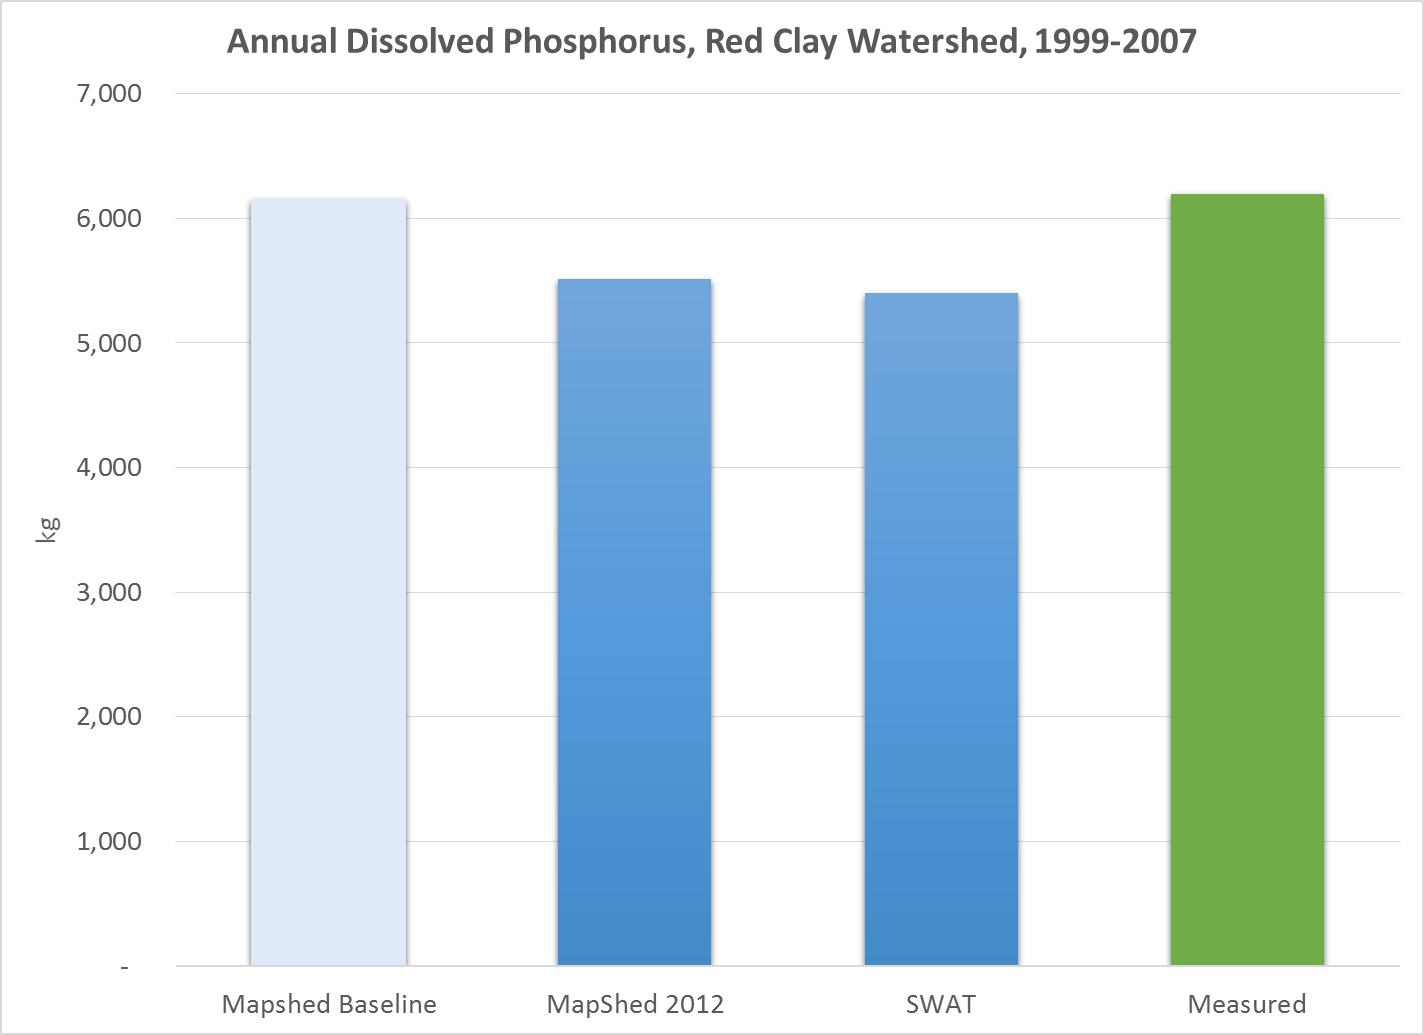 Annual Dissolved Phosphorus, Red Clay Watershed, 1999-2007
7,000
6,000
5,000
4,000
3,000
2,000
1,000
-
kg
Mapshed Baseline
MapShed 2012
SWAT
Measured